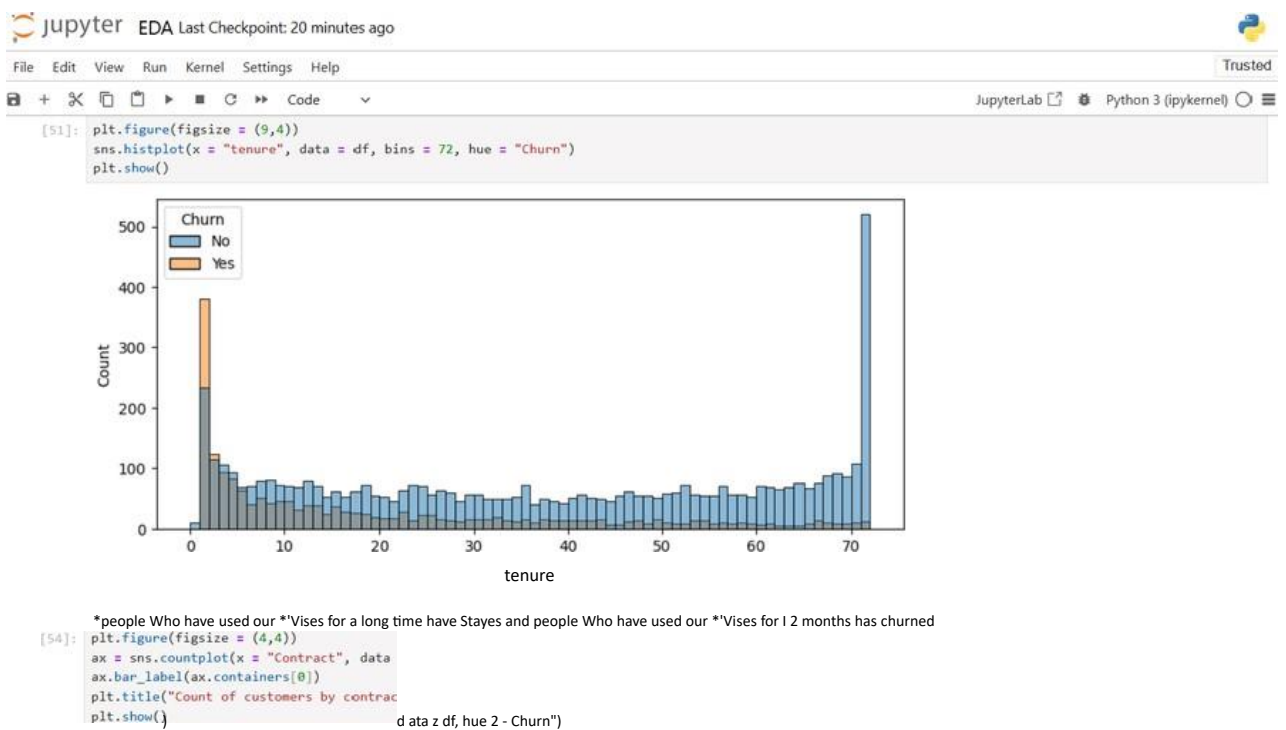 jupyter EDA Last Checkpoint: 20 minutes ago
File Edit View Run Kernel Settings Help Trusted
Code JupyterLab Python 3 (ipykernel)
[51]: plt.figure(figsize = (9,4))
sns.histplot(x = "tenure", data = df, bins = 72, hue = "Churn")
plt.show()
Churn
No
Yes
500
400
300
200
100
0
Count
0 10 20 30 40 50 60 70
tenure
*people Who have used our *'Vises for a long time have Stayes and people Who have used our *'Vises for I 2 months has churned
[54]: plt.figure(figsize = (4,4))
ax = sns.countplot(x = "Contract", data
ax.bar_label(ax.containers[0])
plt.title("Count of customers by contrac
plt.show() ) d ata z df, hue 2 - Churn")